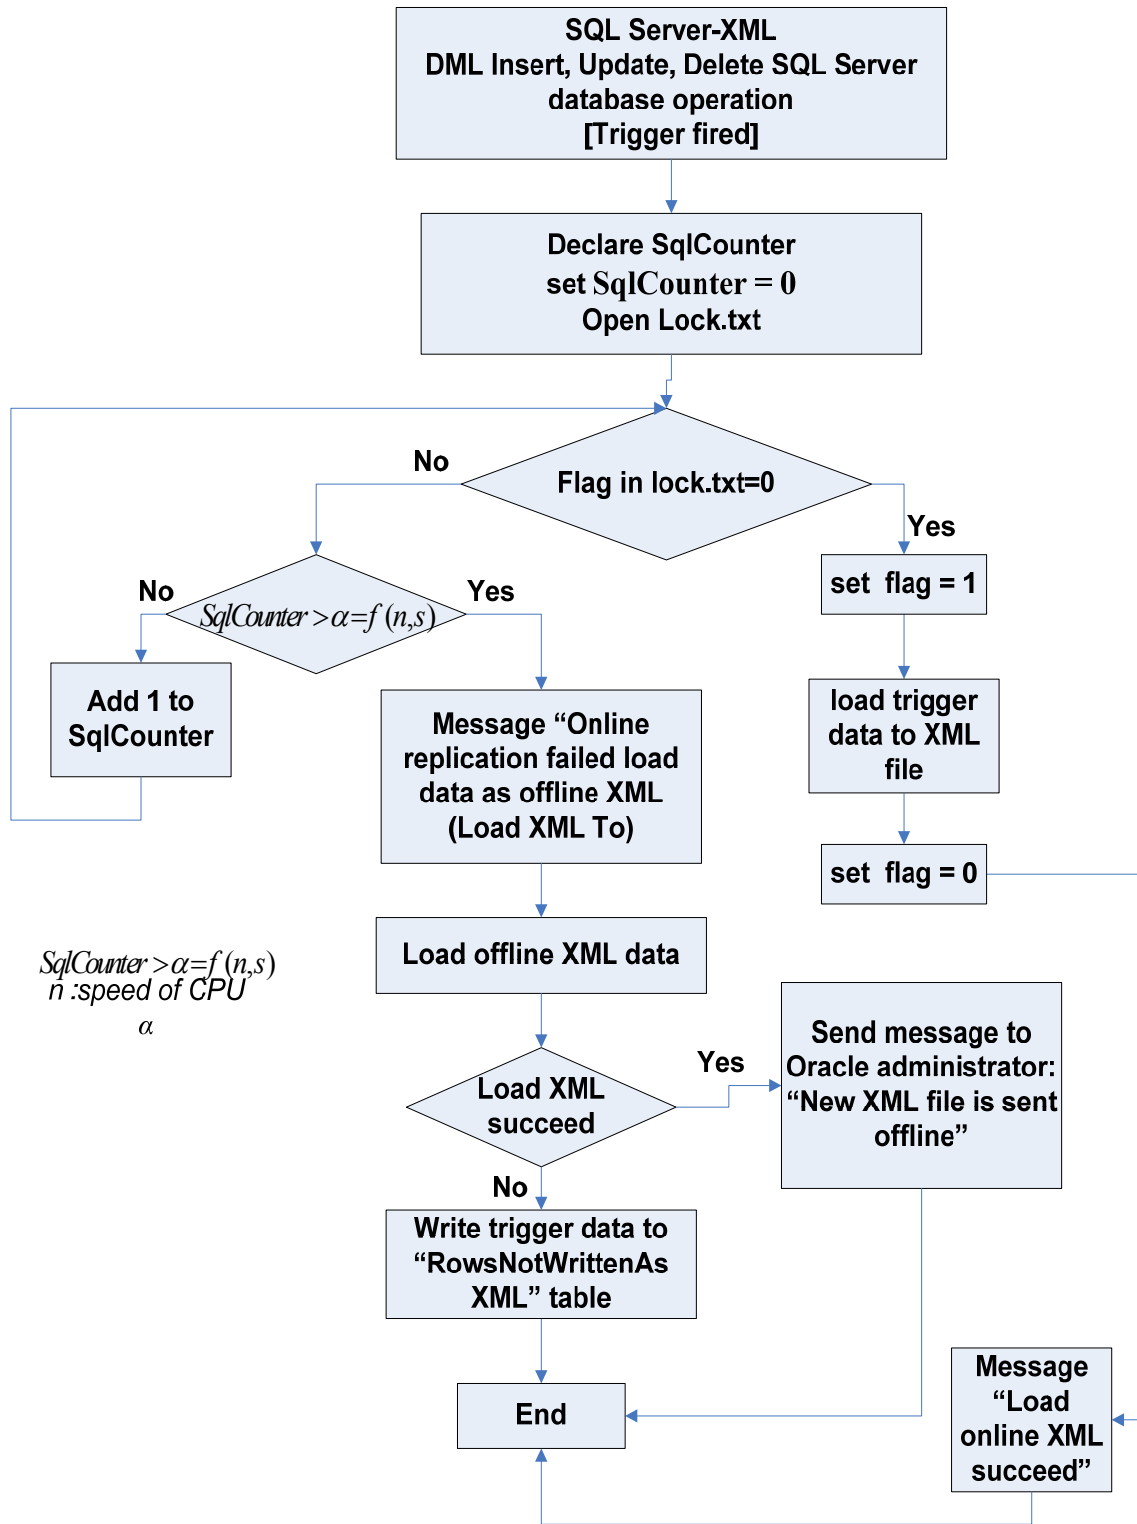 SQL Server-XML
DML Insert, Update, Delete SQL Server
database operation
[Trigger fired]
Declare SqlCounter
set SqlCounter = 0
Open Lock.txt
No
Flag in lock.txt=0
Yes
No
SqlCounter > α = f (n,s)
Yes
set flag = 1
Add 1 to
SqlCounter
Message “Online
replication failed load
data as offline XML
(Load XML To)
load trigger
data to XML
file
set flag = 0
Load offline XML data
SqlCounter > α = f (n,s)
n :speed of CPU
α
Load XML
succeed
Yes
Send message to
Oracle administrator:
“New XML file is sent
offline”
No
Write trigger data to
“RowsNotWrittenAs
XML” table
End
Message
“Load
online XML
succeed”